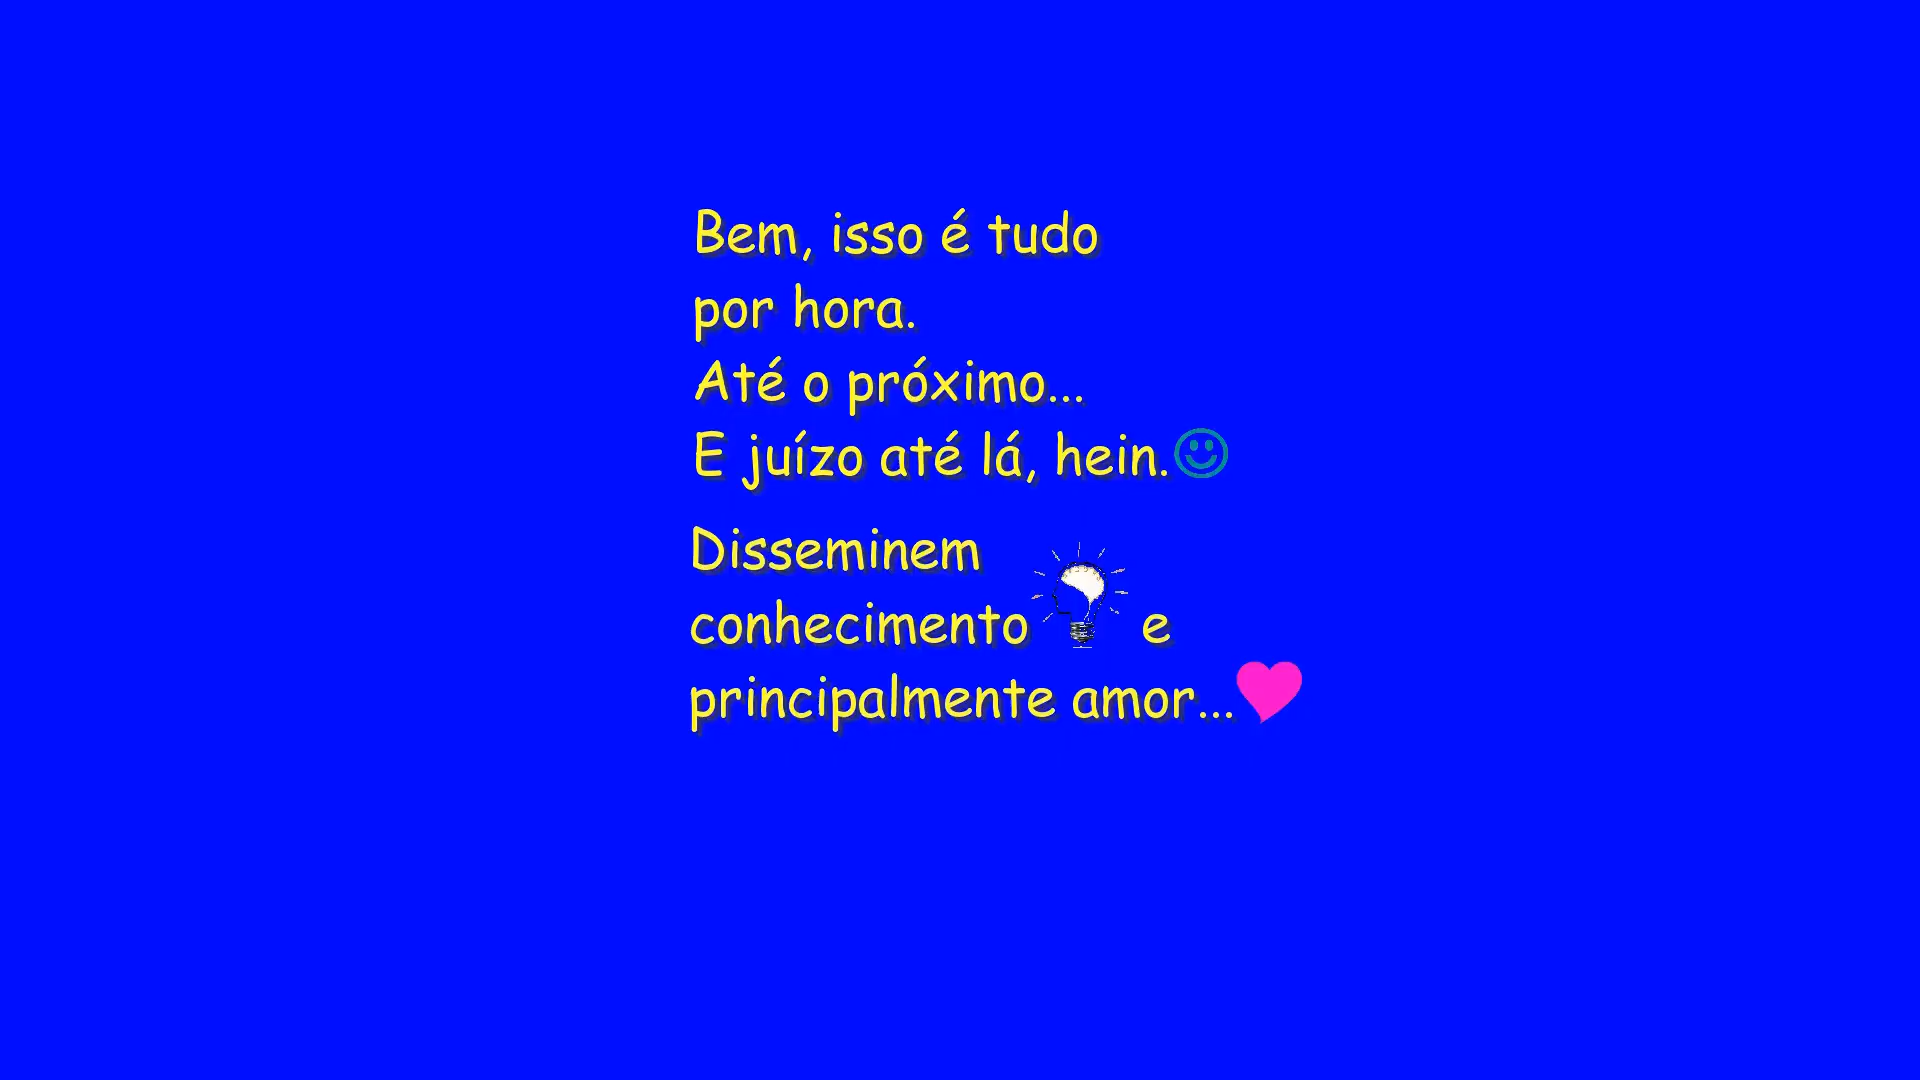 Bem, isso é tudo
por hora.
Até o próximo...
E juízo até lá, hein.
Disseminem
conhecimento e
principalmente amor...